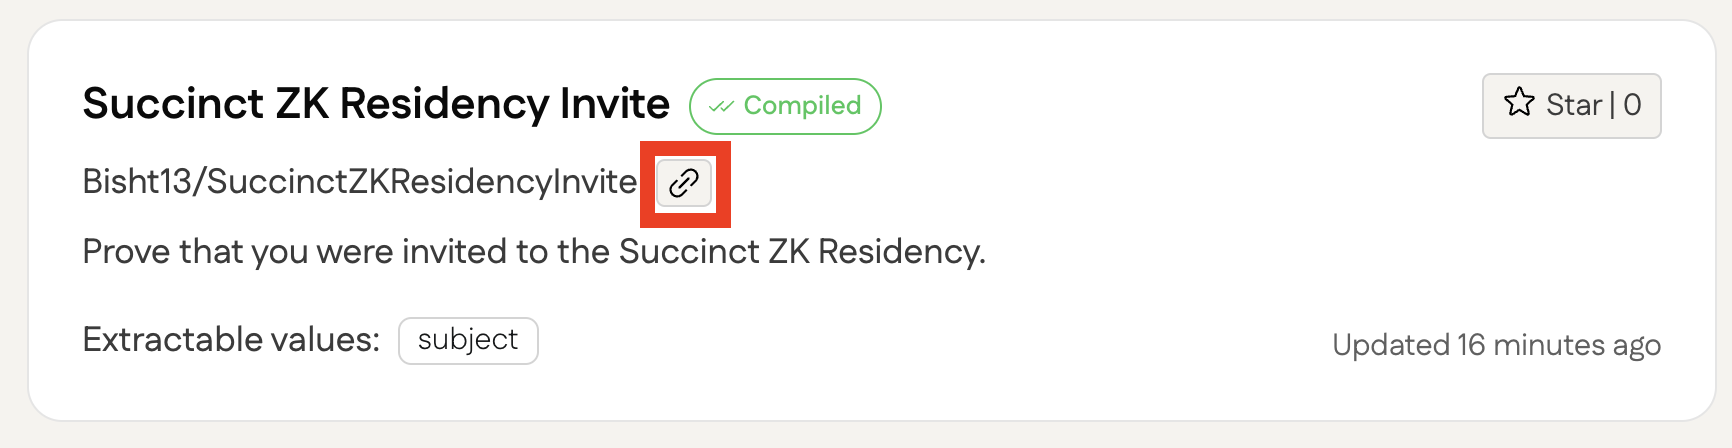 Succinct ZK Residency Invite
Compiled
Star | 0
Bisht13/SuccinctZKResidencyInvite
Prove that you were invited to the Succinct ZK Residency.
Extractable values: subject
Updated 16 minutes ago